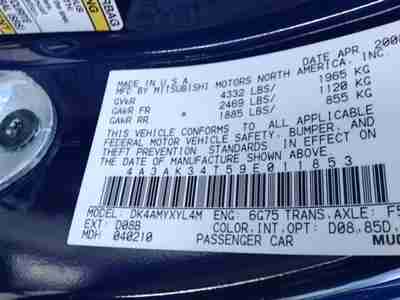 DATE APR, 200
MADE IN U.S.A.
MFG BY MITSUBISHI MOTORS NORTH AMERICA, INC.
GVWR 4332 LBS/ 1965 KG
GAWR FR 2469 LBS/ 1120 KG
GAWR RR * 1885 LBS/ 855 KG
THIS VEHICLE CONFORMS TO ALL APPLICABLE
FEDERAL MOTOR VEHICLE SAFETY, BUMPER, AND
THEFT PREVENTION STANDARDS IN EFFECT ON
THE DATE OF MANUFACTURE SHOWN ABOVE.
4A3AK34T59E011853
MODEL: DK4AMYXYL4M ENG: 6G75 TRANS.AXLE: F5
EXT: D08B COLOR,INT,OPT: D08,85D,
MDH 040210 PASSENGER CAR MUC